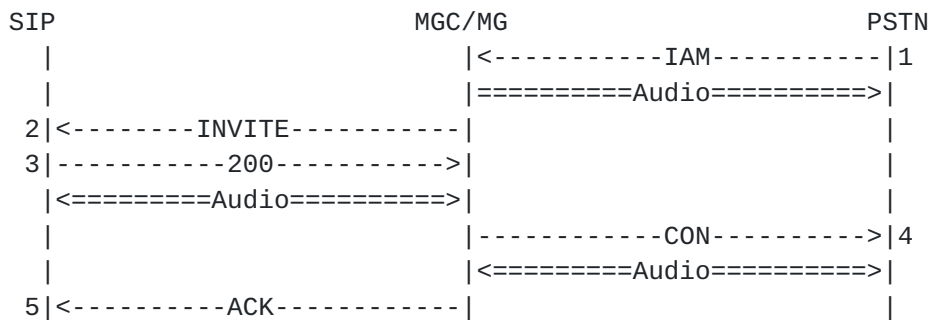 SIP                       MGC/MG                       PSTN
  |                          |<-----------IAM-----------|1
  |                          |==========Audio==========>|
 2|<--------INVITE-----------|                          |
 3|-----------200----------->|                          |
  |<=========Audio==========>|                          |
  |                          |------------CON---------->|4
  |                          |<=========Audio==========>|
 5|<----------ACK------------|                          |